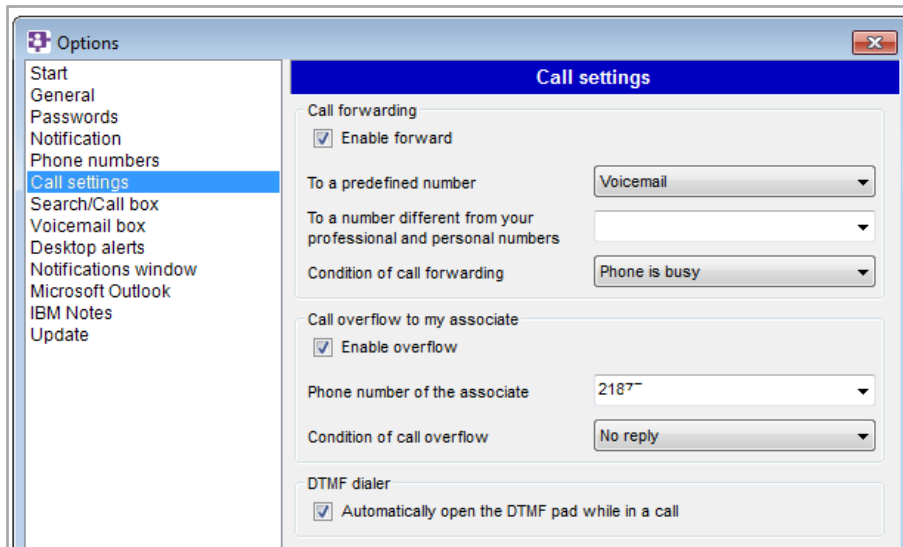 Options
Start
General
Passwords
Notification
Phone numbers
Call settings
Search/Call box
Voicemail box
Desktop alerts
Notifications window
Microsoft Outlook
IBM Notes
Update
Call settings
Call forwarding
Enable forward
To a predefined number
Voicemail
To a number different from your
professional and personal numbers
Condition of call forwarding
Phone is busy
Call overflow to my associate
Enable overflow
Phone number of the associate
Condition of call overflow
No reply
DTMF dialer
Automatically open the DTMF pad while in a call